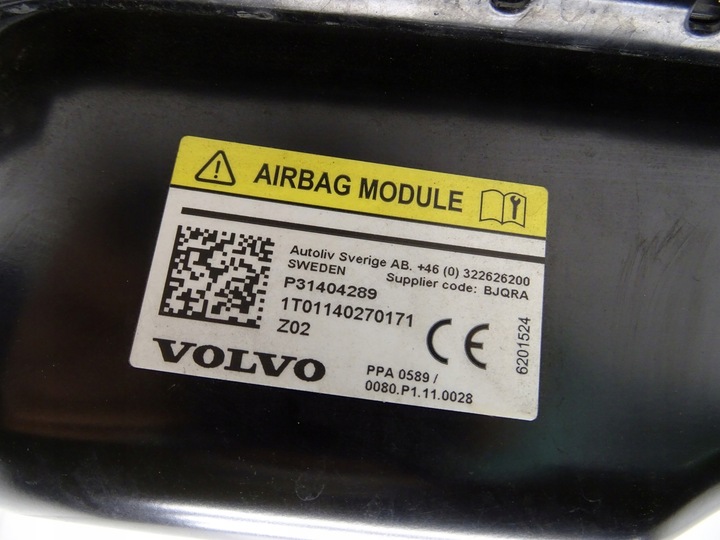 AIRBAG MODULE
Autoliv Sverige AB. +46 (0) 322626200
SWEDEN Supplier code: BJQRA
P31404289
1T01140270171
Z02
VOLVO
PPA 0589 /
0080.P1.11.0028
6201524